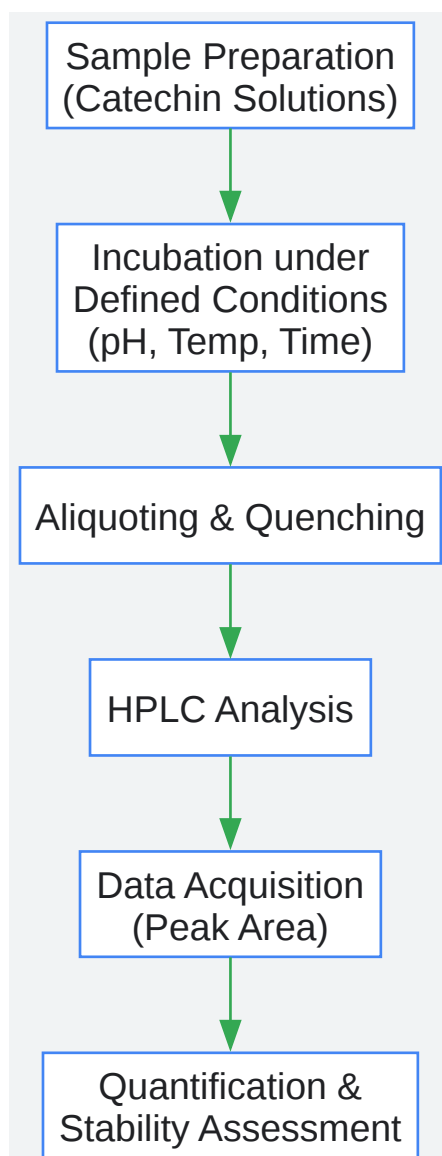 Sample Preparation
(Catechin Solutions)
Incubation under
Defined Conditions
(pH, Temp, Time)
Aliquoting & Quenching
HPLC Analysis
Data Acquisition
(Peak Area)
Quantification &
Stability Assessment